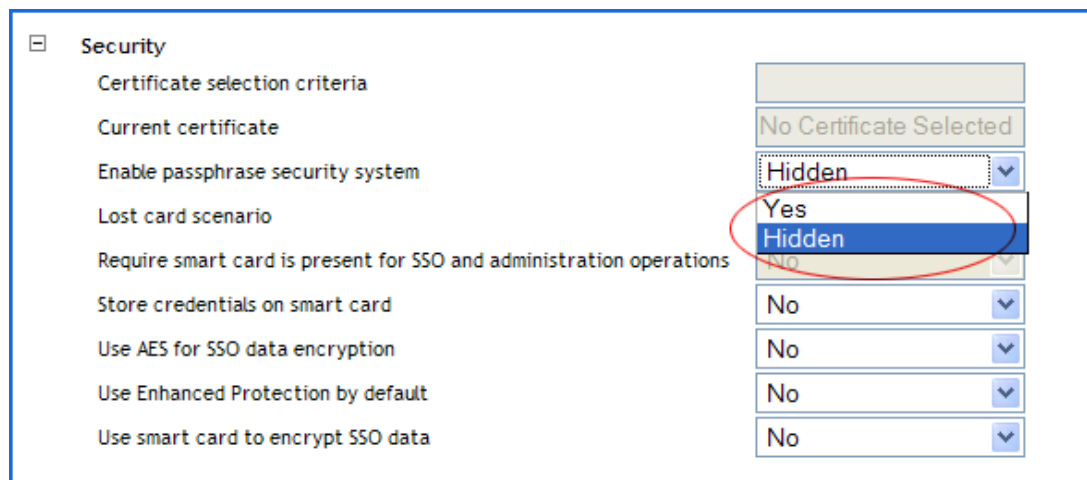 Security
Certificate selection criteria
Current certificate No Certificate Selected
Enable passphrase security system Hidden
Yes
Lost card scenario
Hidden
Require smart card is present for SSO and administration operations No
Store credentials on smart card No
Use AES for SSO data encryption No
Use Enhanced Protection by default No
Use smart card to encrypt SSO data No